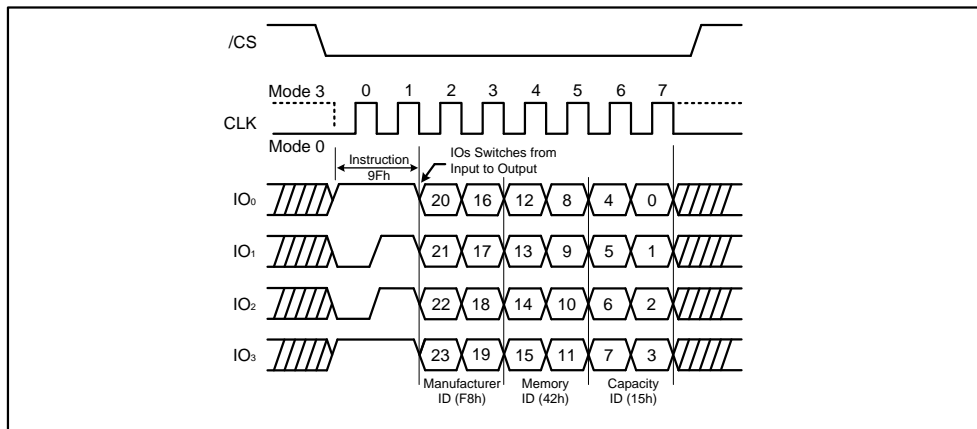 /CS
Mode 3 0 1 2 3 4 5 6 7
CLK
Mode 0
Instruction
9Fh
IOs Switches from
Input to Output
IO₀ 20 16 12 8 4 0
IO₁ 21 17 13 9 5 1
IO₂ 22 18 14 10 6 2
IO₃ 23 19 15 11 7 3
Manufacturer Memory Capacity
ID (F8h) ID (42h) ID (15h)